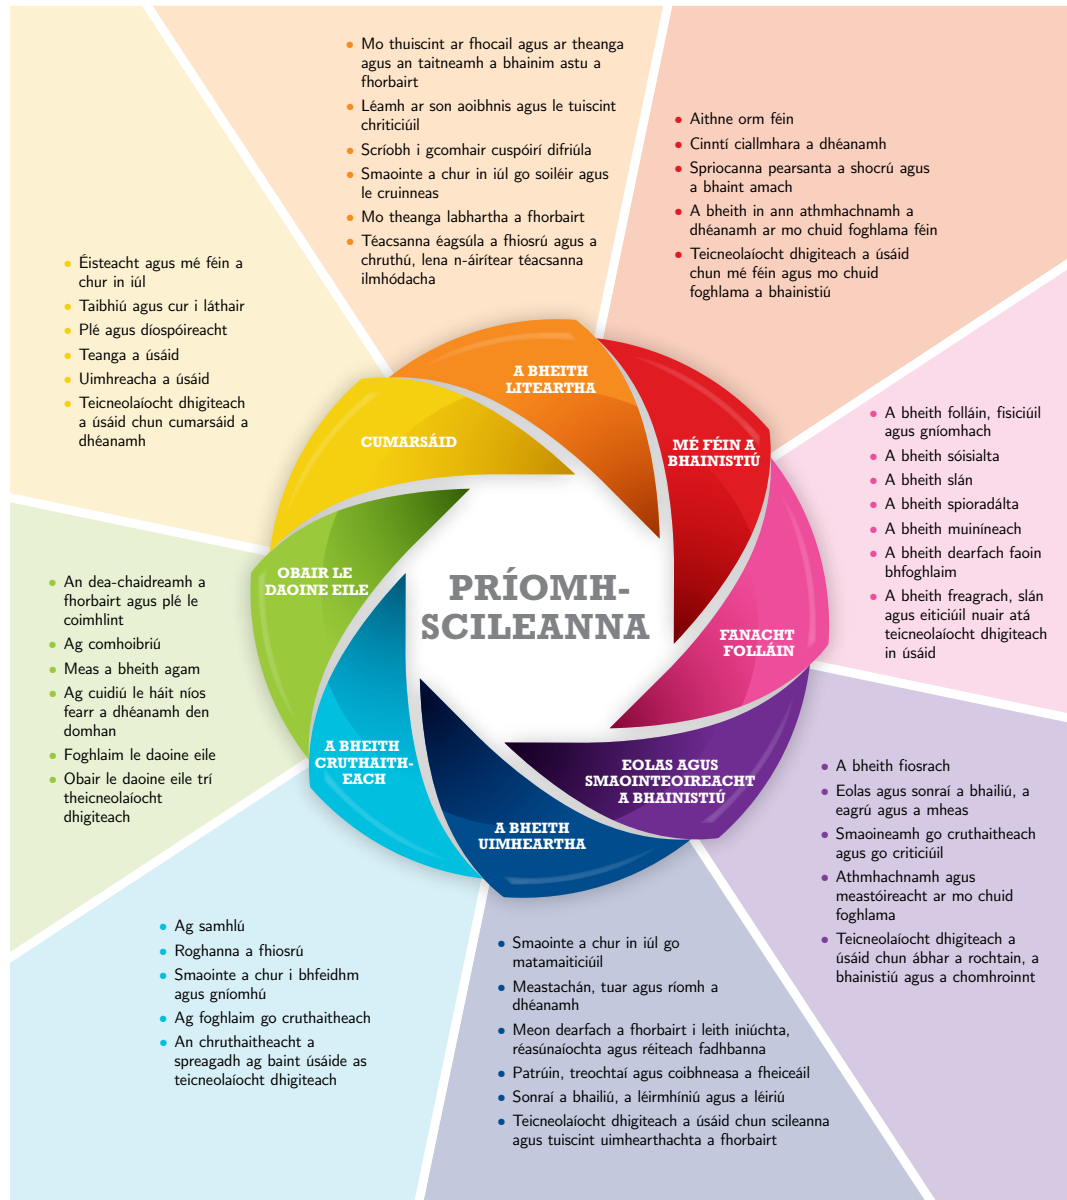 PRÍOMH-
SCILEANNA
A BHEITH
LITEARTHA
• Mo thuiscint ar fhocail agus ar theanga
agus an taitneamh a bhainim astu a
fhorbairt
• Léamh ar son aoibhnis agus le tuiscint
chriticiúil
• Scríobh i gcomhair cuspóirí difriúla
• Smaointe a chur in iúl go soiléir agus
le cruinneas
• Mo theanga labhartha a fhorbairt
• Téacsanna éagsúla a fhiosrú agus a
chruthú, lena n-áirítear téacsanna
ilmhódacha
MÉ FÉIN A
BHAINISTIÚ
• Aithne orm féin
• Cinntí ciallmhara a dhéanamh
• Spriocanna pearsanta a shocrú agus
a bhaint amach
• A bheith in ann athmhachnamh a
dhéanamh ar mo chuid foghlama féin
• Teicneolaíocht dhigiteach a úsáid
chun mé féin agus mo chuid
foghlama a bhainistiú
FANACHT
FOLLÁIN
• A bheith folláin, fisiciúil
agus gníomhach
• A bheith sóisialta
• A bheith slán
• A bheith spioradálta
• A bheith muiníneach
• A bheith dearfach faoin
bhfoghlaim
• A bheith freagrach, slán
agus eiticiúil nuair atá
teicneolaíocht dhigiteach
in úsáid
EOLAS AGUS
SMAOINTEOIREACHT
A BHAINISTIÚ
• A bheith fiosrach
• Eolas agus sonraí a bhailiú, a
eagrú agus a mheas
• Smaoineamh go cruthaitheach
agus go criticiúil
• Athmhachnamh agus
meastóireacht ar mo chuid
foghlama
• Teicneolaíocht dhigiteach a
úsáid chun ábhar a rochtain, a
bhainistiú agus a chomhroinnt
A BHEITH
UIMHEARTHA
• Smaointe a chur in iúl go
matamaiticiúil
• Meastachán, tuar agus ríomh a
dhéanamh
• Meon dearfach a fhorbairt i leith iniúchta,
réasúnaíochta agus réiteach fadhbanna
• Patrúin, treochtaí agus coibhneasa a fheiceáil
• Sonraí a bhailiú, a léirmhíniú agus a léiriú
• Teicneolaíocht dhigiteach a úsáid chun scileanna
agus tuiscint uimhearthachta a fhorbairt
A BHEITH
CRUTHAITH-
EACH
• Ag samhlú
• Roghanna a fhiosrú
• Smaointe a chur i bhfeidhm
agus gníomhú
• Ag foghlaim go cruthaitheach
• An chruthaitheacht a
spreagadh ag baint úsáide as
teicneolaíocht dhigiteach
OBAIR LE
DAOINE EILE
• An dea-chaidreamh a
fhorbairt agus plé le
coimhlint
• Ag comhoibriú
• Meas a bheith agam
• Ag cuidiú le háit níos
fearr a dhéanamh den
domhan
• Foghlaim le daoine eile
• Obair le daoine eile trí
theicneolaíocht
dhigiteach
CUMARSÁID
• Éisteacht agus mé féin a
chur in iúl
• Taibhiú agus cur i láthair
• Plé agus díospóireacht
• Teanga a úsáid
• Uimhreacha a úsáid
• Teicneolaíocht dhigiteach
a úsáid chun cumarsáid a
dhéanamh